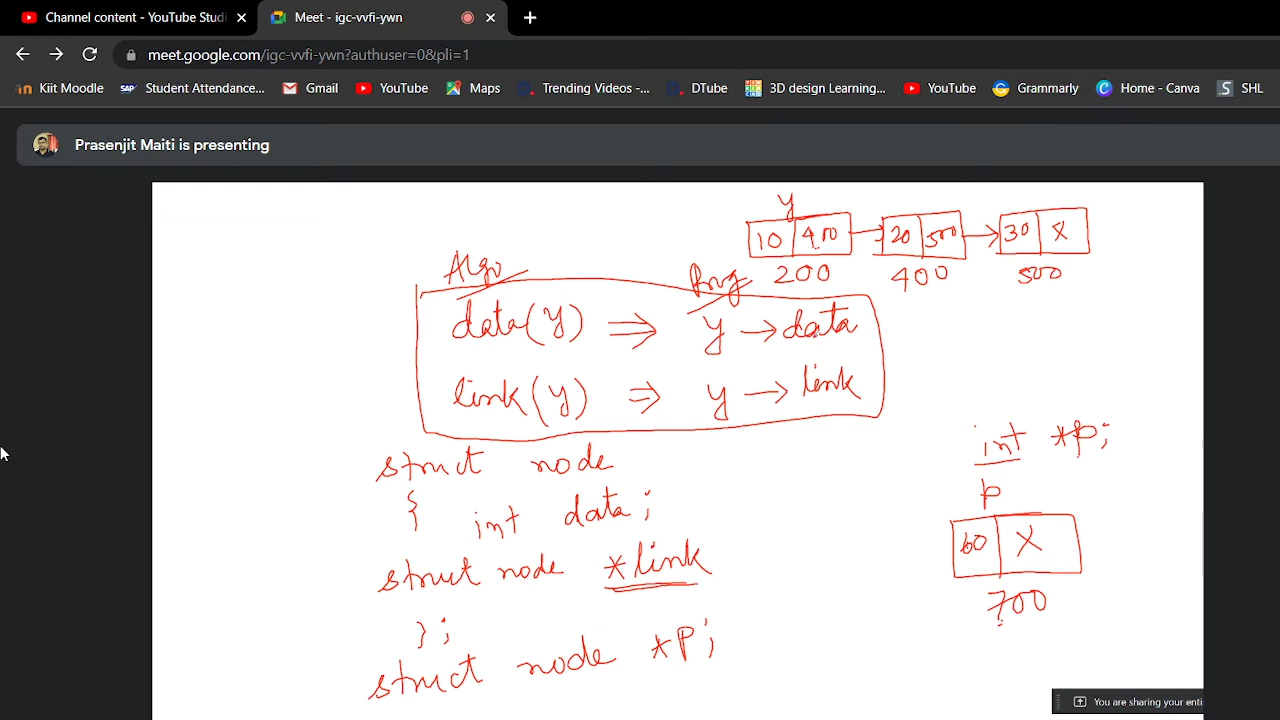 Channel content - YouTube Studi
Meet - igc-vvfi-ywn
meet.google.com/igc-vvfi-ywn?authuser=0&pli=1
Kiit Moodle
Student Attendance...
Gmail
YouTube
Maps
Trending Videos -...
DTube
3D design Learning...
YouTube
Grammarly
Home - Canva
SHL
Prasenjit Maiti is presenting
y
10 400 → 20 500 → 30 X
200 400 500
Algo Prog
data(y) ⇒ y → data
link(y) ⇒ y → link
struct node
{ int data;
struct node *link
};
struct node *P;
int *p;
p
60 X
700
You are sharing your enti